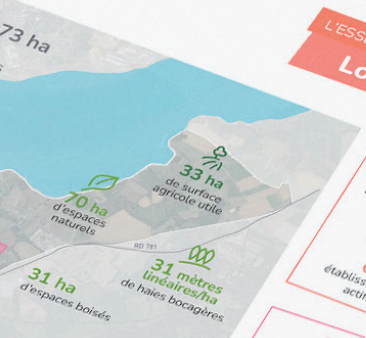 73 ha
L'ESS
Lo
33 ha
de surface
agricole utile
70 ha
d'espaces
naturels
RD 781
31 mètres
linéaires/ha
de haies bocagères
31 ha
d'espaces boisés
établiss
acti